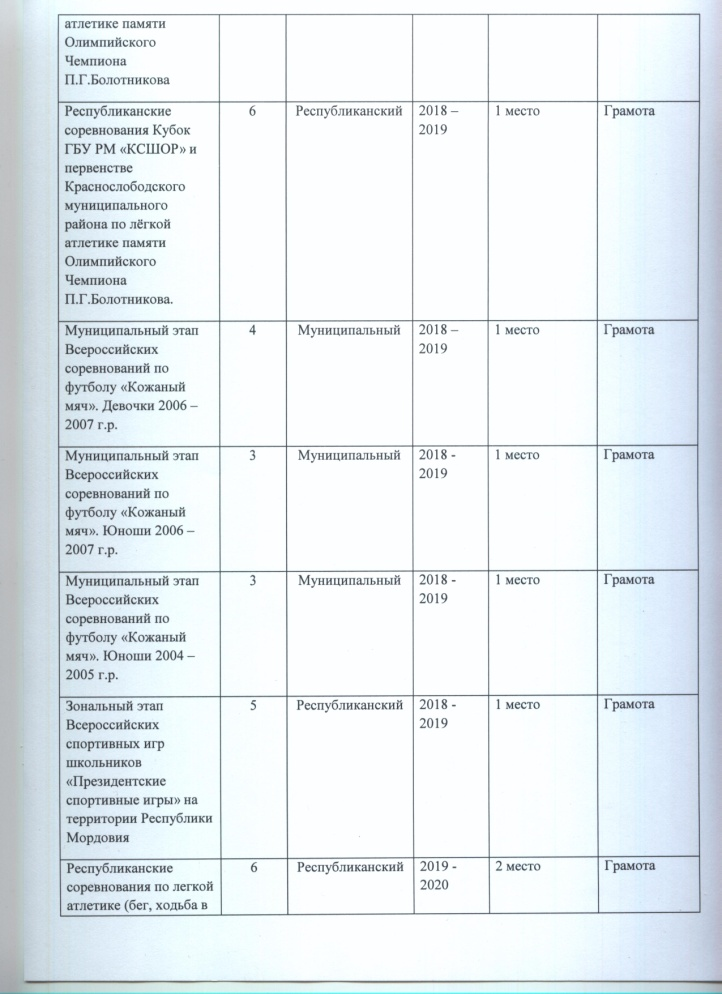 атлетике памяти
Олимпийского
Чемпиона
П.Г.Болотникова
Республиканские
соревнования Кубок
ГБУ РМ «КСШОР» и
первенстве
Краснослободского
муниципального
района по лёгкой
атлетике памяти
Олимпийского
Чемпиона
П.Г.Болотникова.
6
Республиканский
2018 –
2019
1 место
Грамота
Муниципальный этап
Всероссийских
соревнований по
футболу «Кожаный
мяч». Девочки 2006 –
2007 г.р.
4
Муниципальный
2018 –
2019
1 место
Грамота
Муниципальный этап
Всероссийских
соревнований по
футболу «Кожаный
мяч». Юноши 2006 –
2007 г.р.
3
Муниципальный
2018 -
2019
1 место
Грамота
Муниципальный этап
Всероссийских
соревнований по
футболу «Кожаный
мяч». Юноши 2004 –
2005 г.р.
3
Муниципальный
2018 -
2019
1 место
Грамота
Зональный этап
Всероссийских
спортивных игр
школьников
«Президентские
спортивные игры» на
территории Республики
Мордовия
5
Республиканский
2018 -
2019
1 место
Грамота
Республиканские
соревнования по легкой
атлетике (бег, ходьба в
6
Республиканский
2019 -
2020
2 место
Грамота